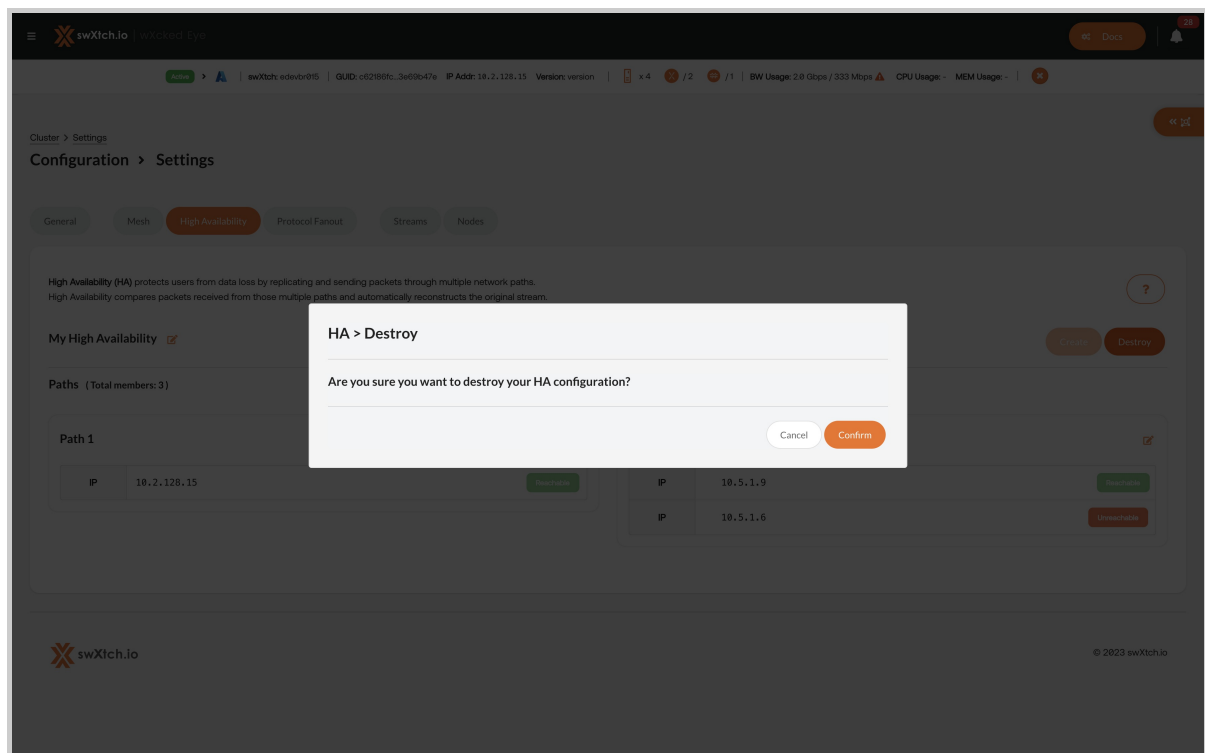 swXtch.io | wXcked Eye
Docs
28
Active > | swXtch: edevbr015 | GUID: c62f86fc...3e69b47e IP Addr: 10.2.128.15 Version: version | x 4 / 2 / 1 | BW Usage: 2.0 Gbps / 333 Mbps CPU Usage: - MEM Usage: - |
Cluster > Settings
Configuration > Settings
General Mesh High Availability Protocol Fanout Streams Nodes
High Availability (HA) protects users from data loss by replicating and sending packets through multiple network paths.
High Availability compares packets received from those multiple paths and automatically reconstructs the original stream.
?
HA > Destroy
My High Availability
Create Destroy
Are you sure you want to destroy your HA configuration?
Paths (Total members: 3)
Cancel Confirm
Path 1
IP 10.2.128.15 Reachable
IP 10.5.1.9 Reachable
IP 10.5.1.6 Unreachable
swXtch.io
© 2023 swXtch.io